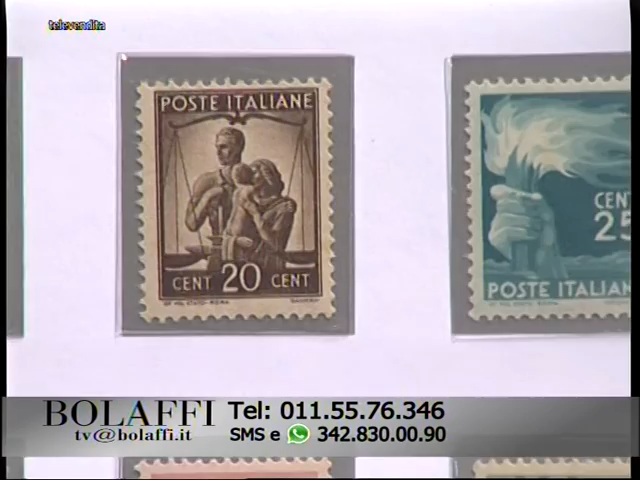 televendita
POSTE ITALIANE
CENT 20 CENT
CENT
25
POSTE ITALIAN
BOLAFFI
tv@bolaffi.it
Tel: 011.55.76.346
SMS e 342.830.00.90